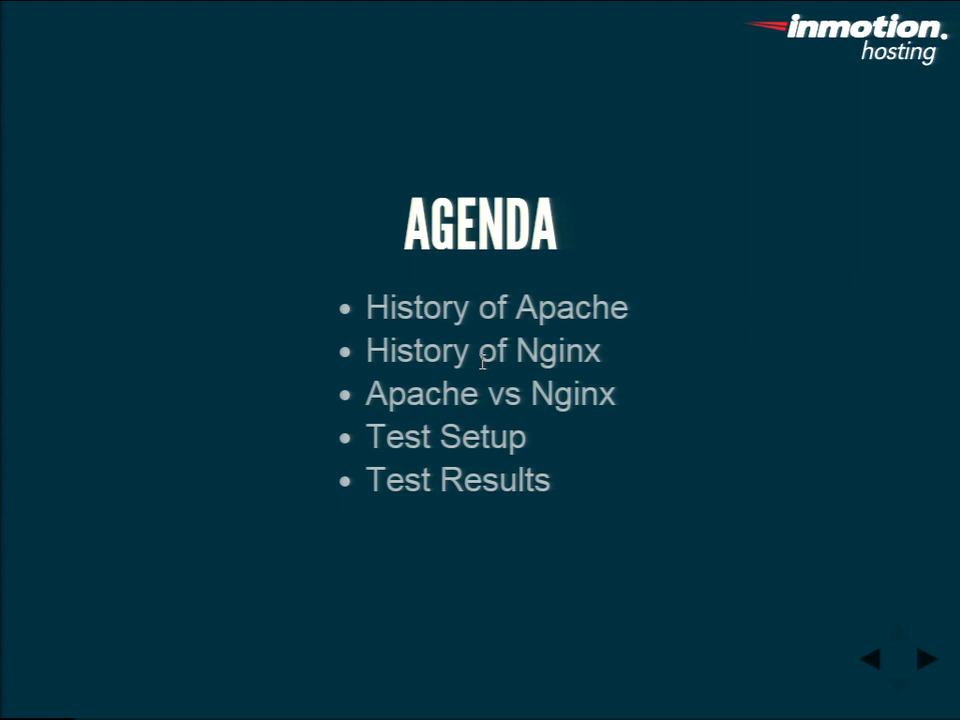 inmotion.
hosting
AGENDA
History of Apache
History of Nginx
Apache vs Nginx
Test Setup
Test Results